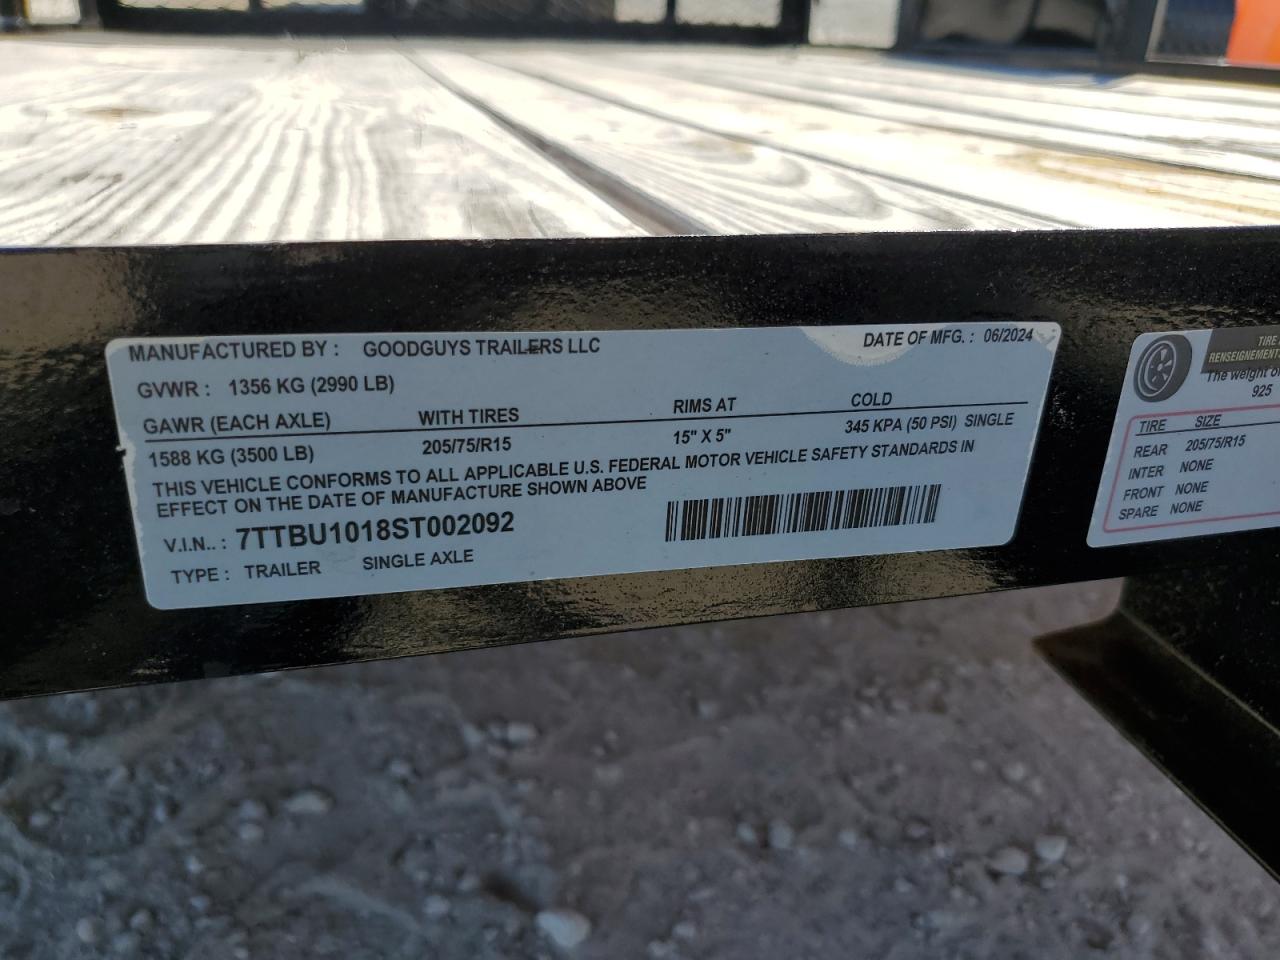 MANUFACTURED BY : GOODGUYS TRAILERS LLC DATE OF MFG. : 06/2024
GVWR : 1356 KG (2990 LB)
GAWR (EACH AXLE) WITH TIRES RIMS AT COLD
1588 KG (3500 LB) 205/75/R15 15" X 5" 345 KPA (50 PSI) SINGLE
THIS VEHICLE CONFORMS TO ALL APPLICABLE U.S. FEDERAL MOTOR VEHICLE SAFETY STANDARDS IN
EFFECT ON THE DATE OF MANUFACTURE SHOWN ABOVE
V.I.N.. : 7TTBU1018ST002092
TYPE : TRAILER SINGLE AXLE
TIRE
RENSEIGNEMENTS
The weight of
925
TIRE SIZE
REAR 205/75/R15
INTER NONE
FRONT NONE
SPARE NONE